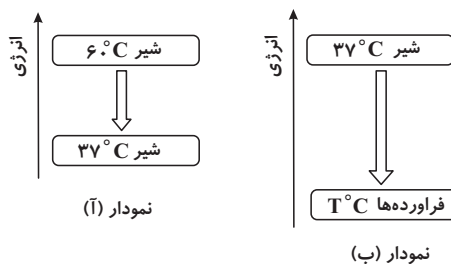 انرژی
شیر ۳۷°C
فراورده‌ها T°C
نمودار (ب)
انرژی
شیر ۶۰°C
شیر ۳۷°C
نمودار (آ)